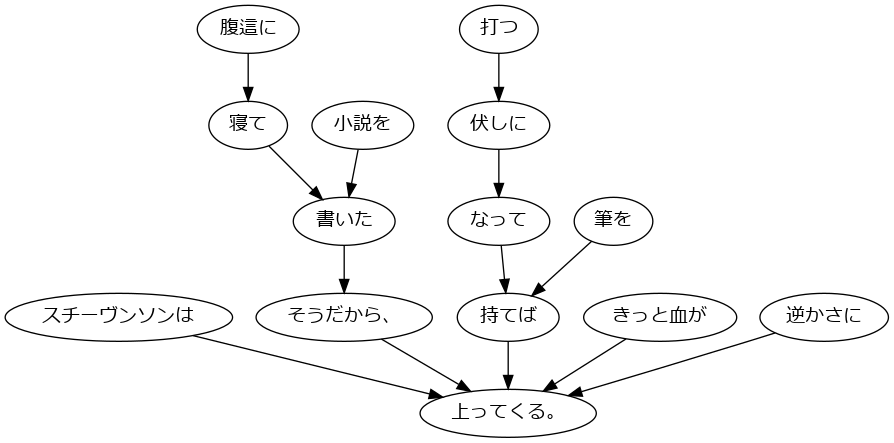 腹這に 打つ
寝て 小説を 伏しに
書いた なって 筆を
スチーヴンソンは そうだから、 持てば きっと血が 逆かさに
上ってくる。